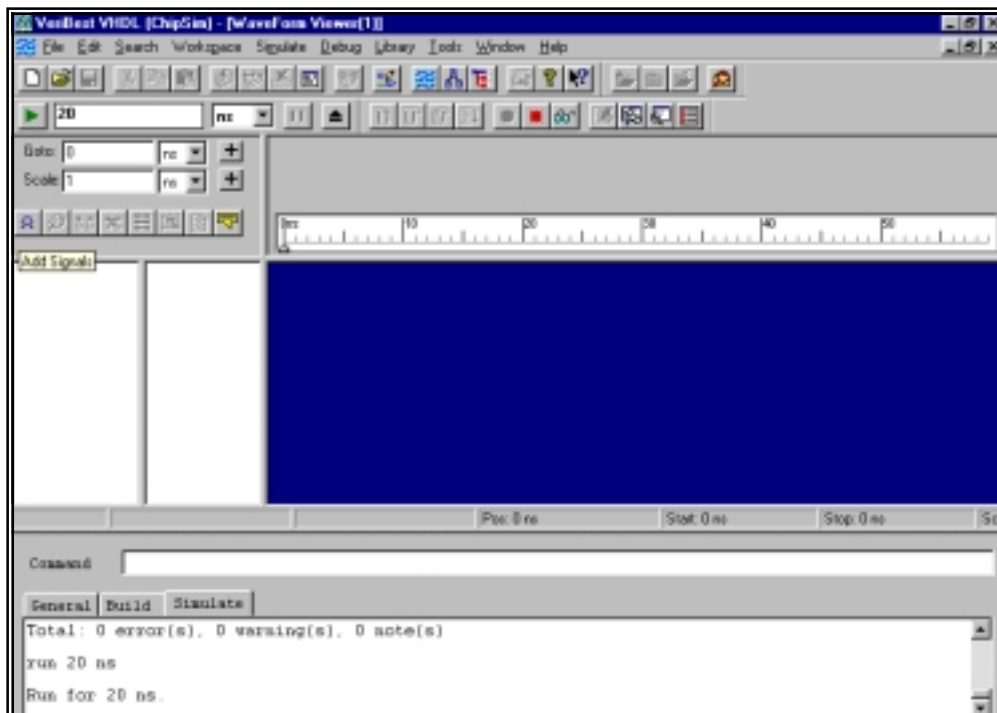 VeriBest VHDL (ChipSim) - [WaveForm Viewer[1]]
File Edit Search Workspace Simulate Debug Library Tools Window Help
20 ns
Goto: 0 ns
Scale: 1 ns
ns 10 20 30 40 50
Add Signals
Pos: 0 ns Start: 0 ns Stop: 0 ns Sc
Command
General Build Simulate
Total: 0 error(s), 0 warning(s), 0 note(s)
run 20 ns
Run for 20 ns.